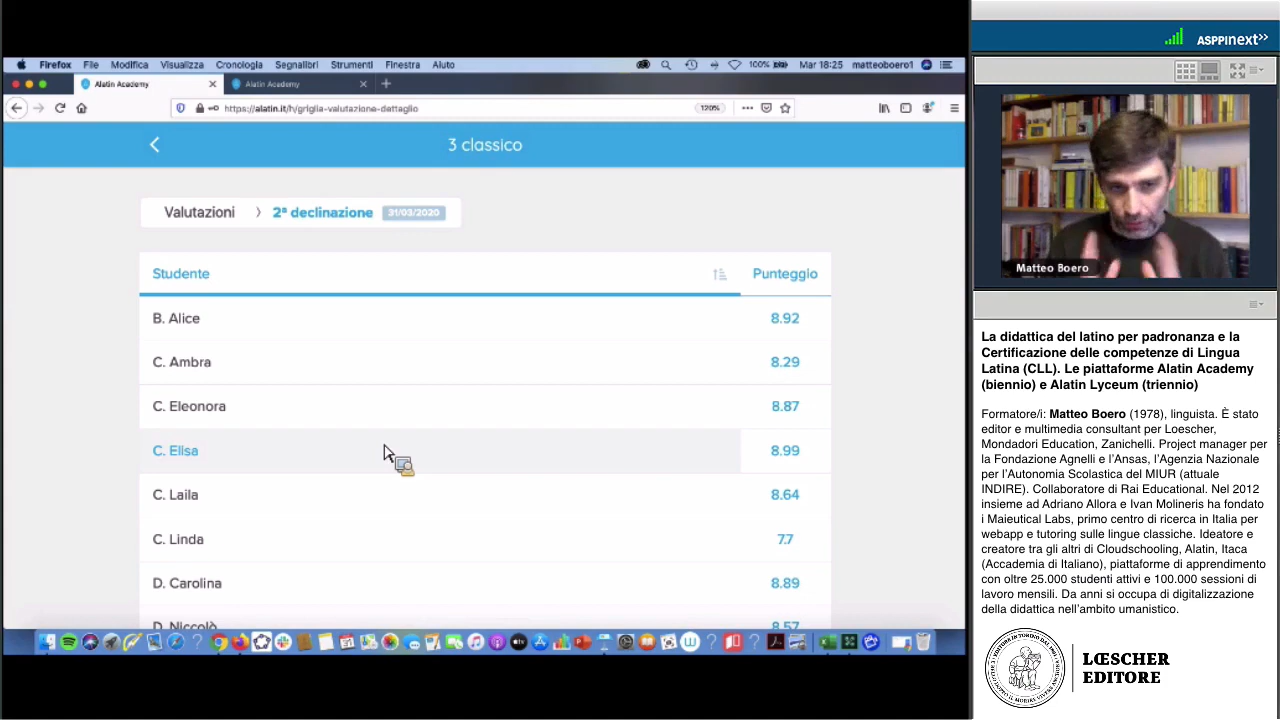 ASPPInext»
Firefox File Modifica Visualizza Cronologia Segnalibri Strumenti Finestra Aiuto 100% Mar 18:25 matteoboero1
Alatin Academy Alatin Academy
https://alatin.it/h/griglia-valutazione-dettaglio 120%
3 classico
Valutazioni > 2ª declinazione 31/03/2020
Studente Punteggio
B. Alice 8.92
C. Ambra 8.29
C. Eleonora 8.87
C. Elisa 8.99
C. Laila 8.64
C. Linda 7.7
D. Carolina 8.89
D. Niccolò 8.57
Matteo Boero
La didattica del latino per padronanza e la
Certificazione delle competenze di Lingua
Latina (CLL). Le piattaforme Alatin Academy
(biennio) e Alatin Lyceum (triennio)
Formatore/i: Matteo Boero (1978), linguista. È stato
editor e multimedia consultant per Loescher,
Mondadori Education, Zanichelli. Project manager per
la Fondazione Agnelli e l'Ansas, l'Agenzia Nazionale
per l'Autonomia Scolastica del MIUR (attuale
INDIRE). Collaboratore di Rai Educational. Nel 2012
insieme ad Adriano Allora e Ivan Molineris ha fondato
i Maieutical Labs, primo centro di ricerca in Italia per
webapp e tutoring sulle lingue classiche. Ideatore e
creatore tra gli altri di Cloudschooling, Alatin, Itaca
(Accademia di Italiano), piattaforme di apprendimento
con oltre 25.000 studenti attivi e 100.000 sessioni di
lavoro mensili. Da anni si occupa di digitalizzazione
della didattica nell'ambito umanistico.
LŒSCHER
EDITORE